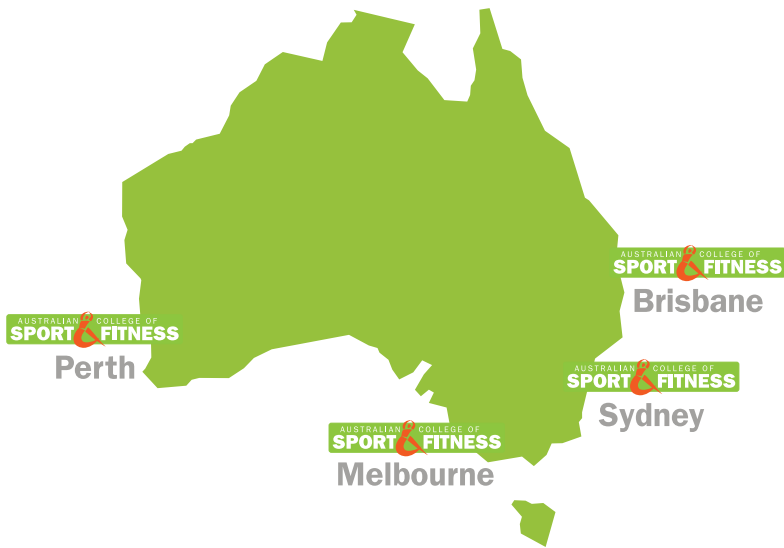 AUSTRALIAN COLLEGE OF
SPORT & FITNESS
Brisbane
AUSTRALIAN COLLEGE OF
SPORT & FITNESS
Perth
AUSTRALIAN COLLEGE OF
SPORT & FITNESS
Sydney
AUSTRALIAN COLLEGE OF
SPORT & FITNESS
Melbourne